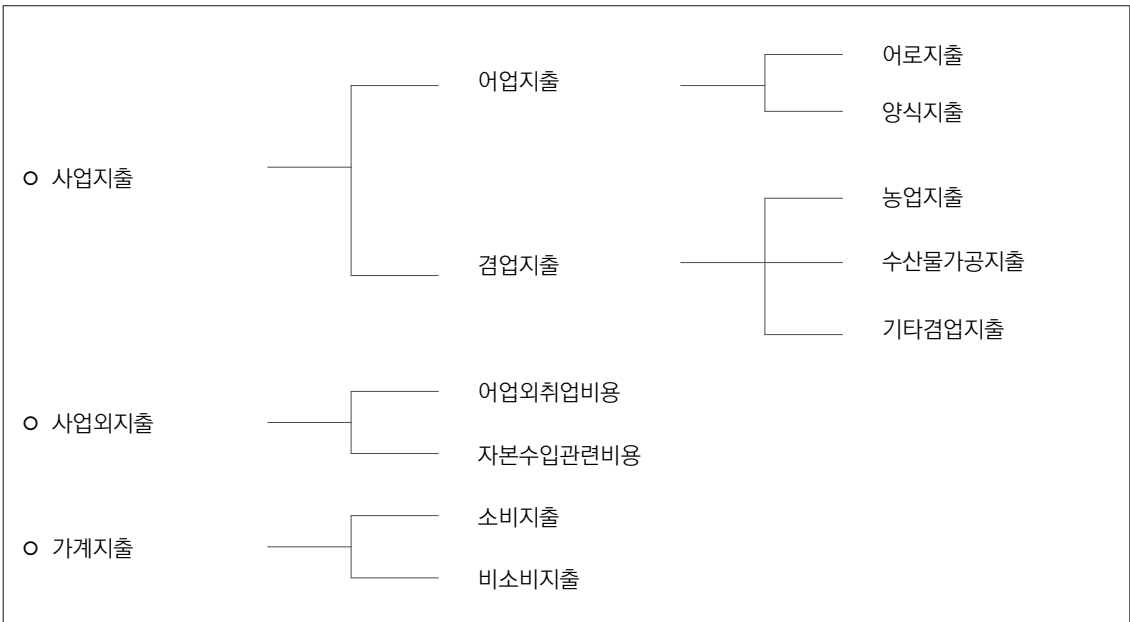 어로지출
어업지출
양식지출
○ 사업지출
농업지출
겸업지출
수산물가공지출
기타겸업지출
어업외취업비용
○ 사업외지출
자본수입관련비용
소비지출
○ 가계지출
비소비지출